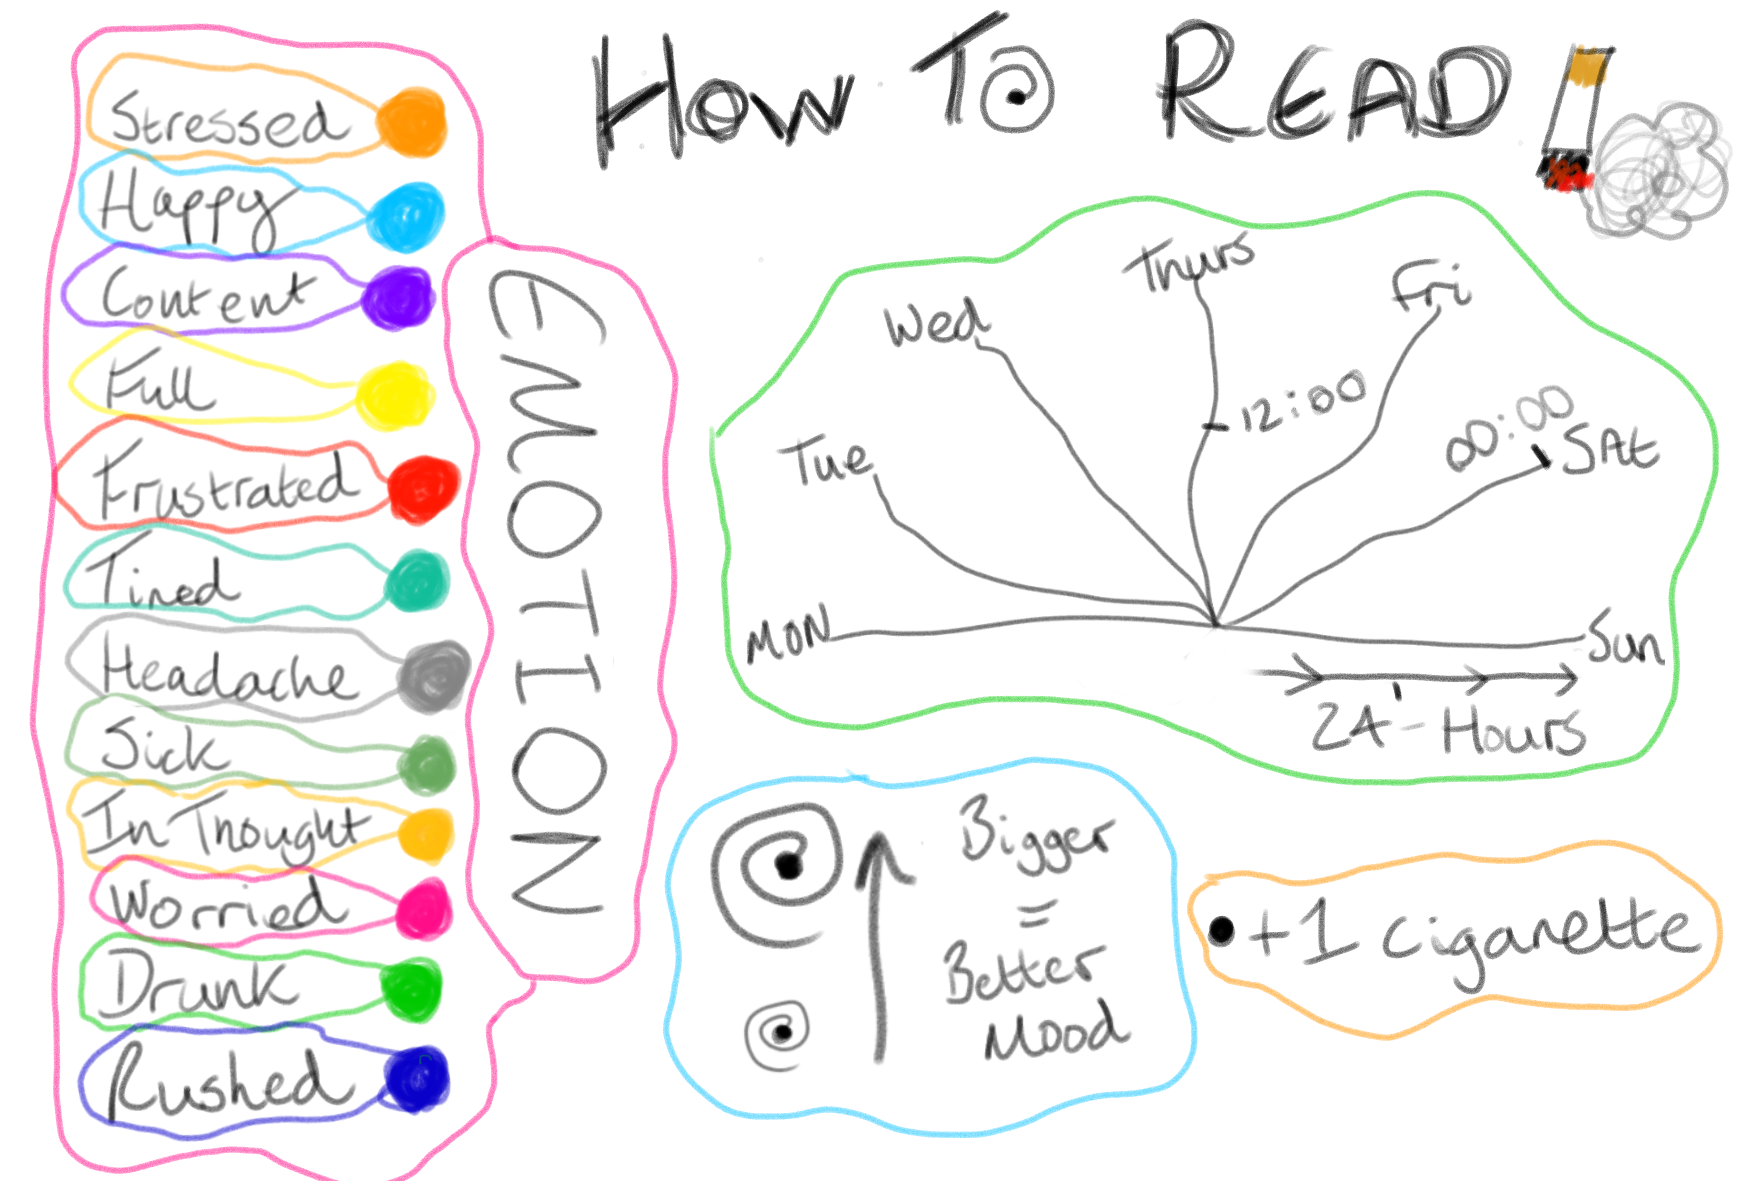 How To READ
Stressed
Happy
Content
Full
Frustrated
Tired
Headache
Sick
In Thought
Worried
Drunk
Rushed
EMOTION
Mon
Tue
Wed
Thurs
Fri
Sat
Sun
12:00
00:00
24-Hours
Bigger
=
Better
Mood
+1 cigarette